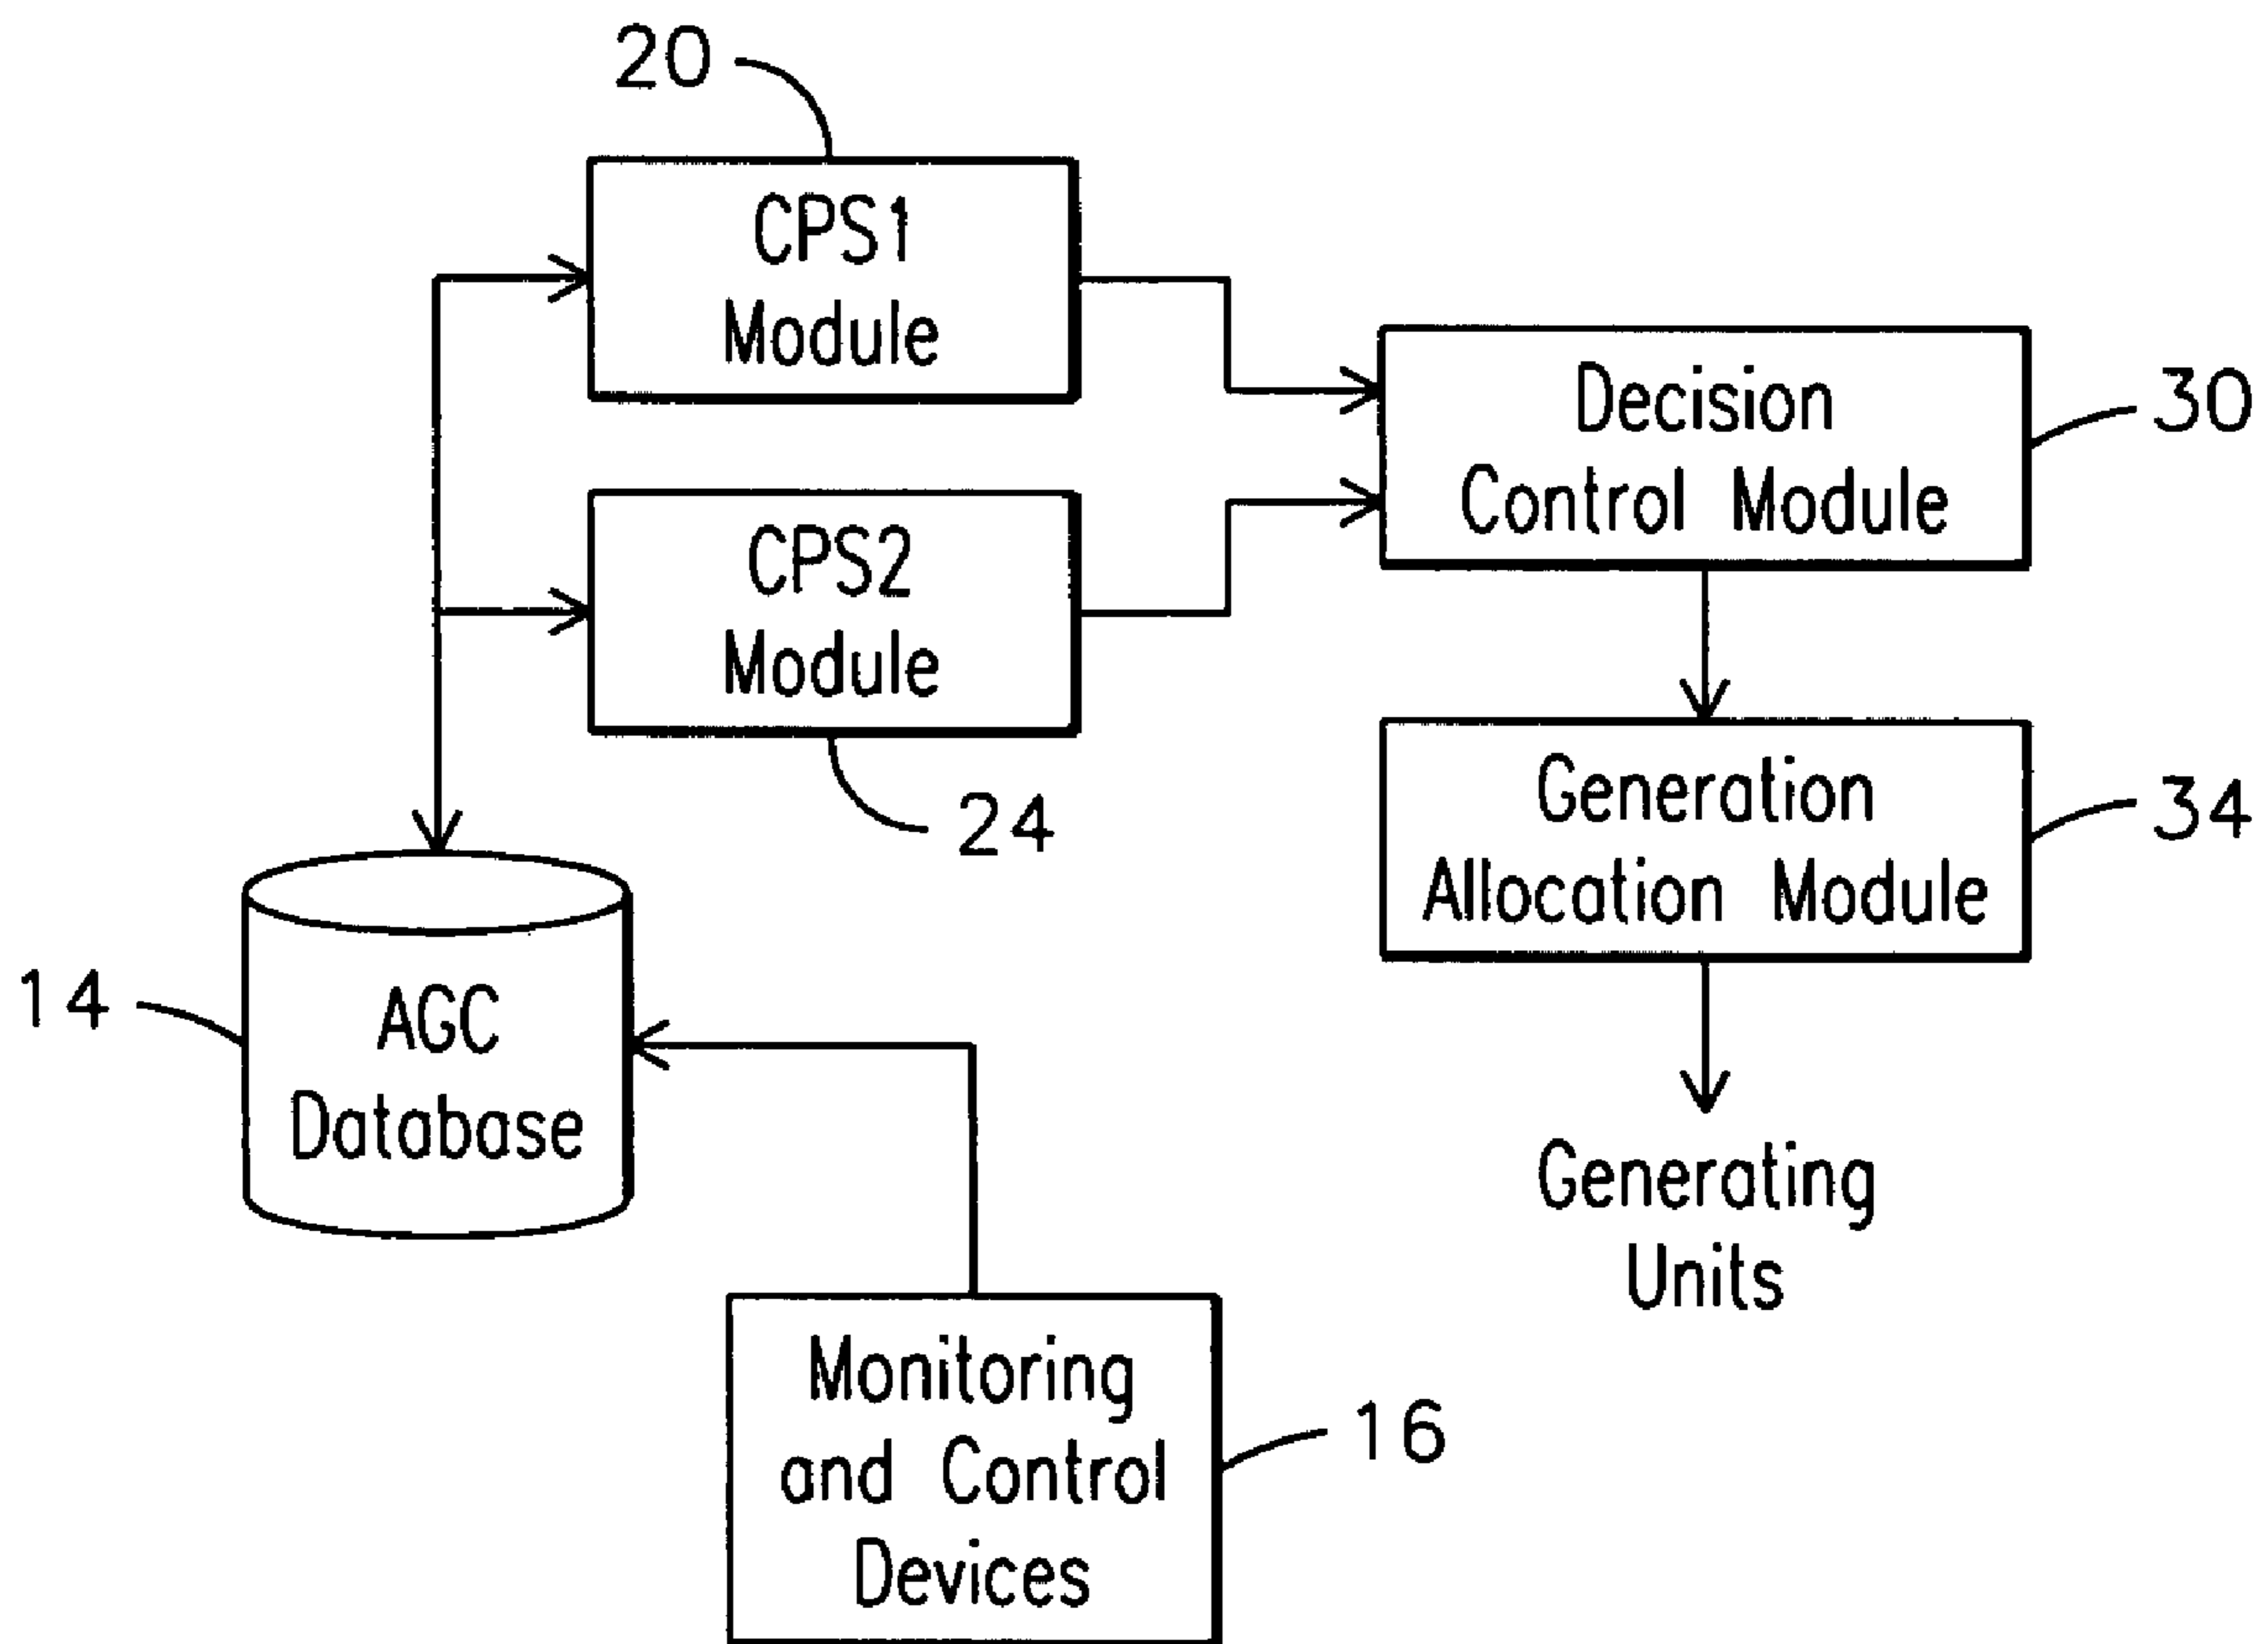 20
CPS1
Module
Decision
Control Module
30
CPS2
Module
24
Generation
Allocation Module
34
14
AGC
Database
Generating
Units
Monitoring
and Control
Devices
16